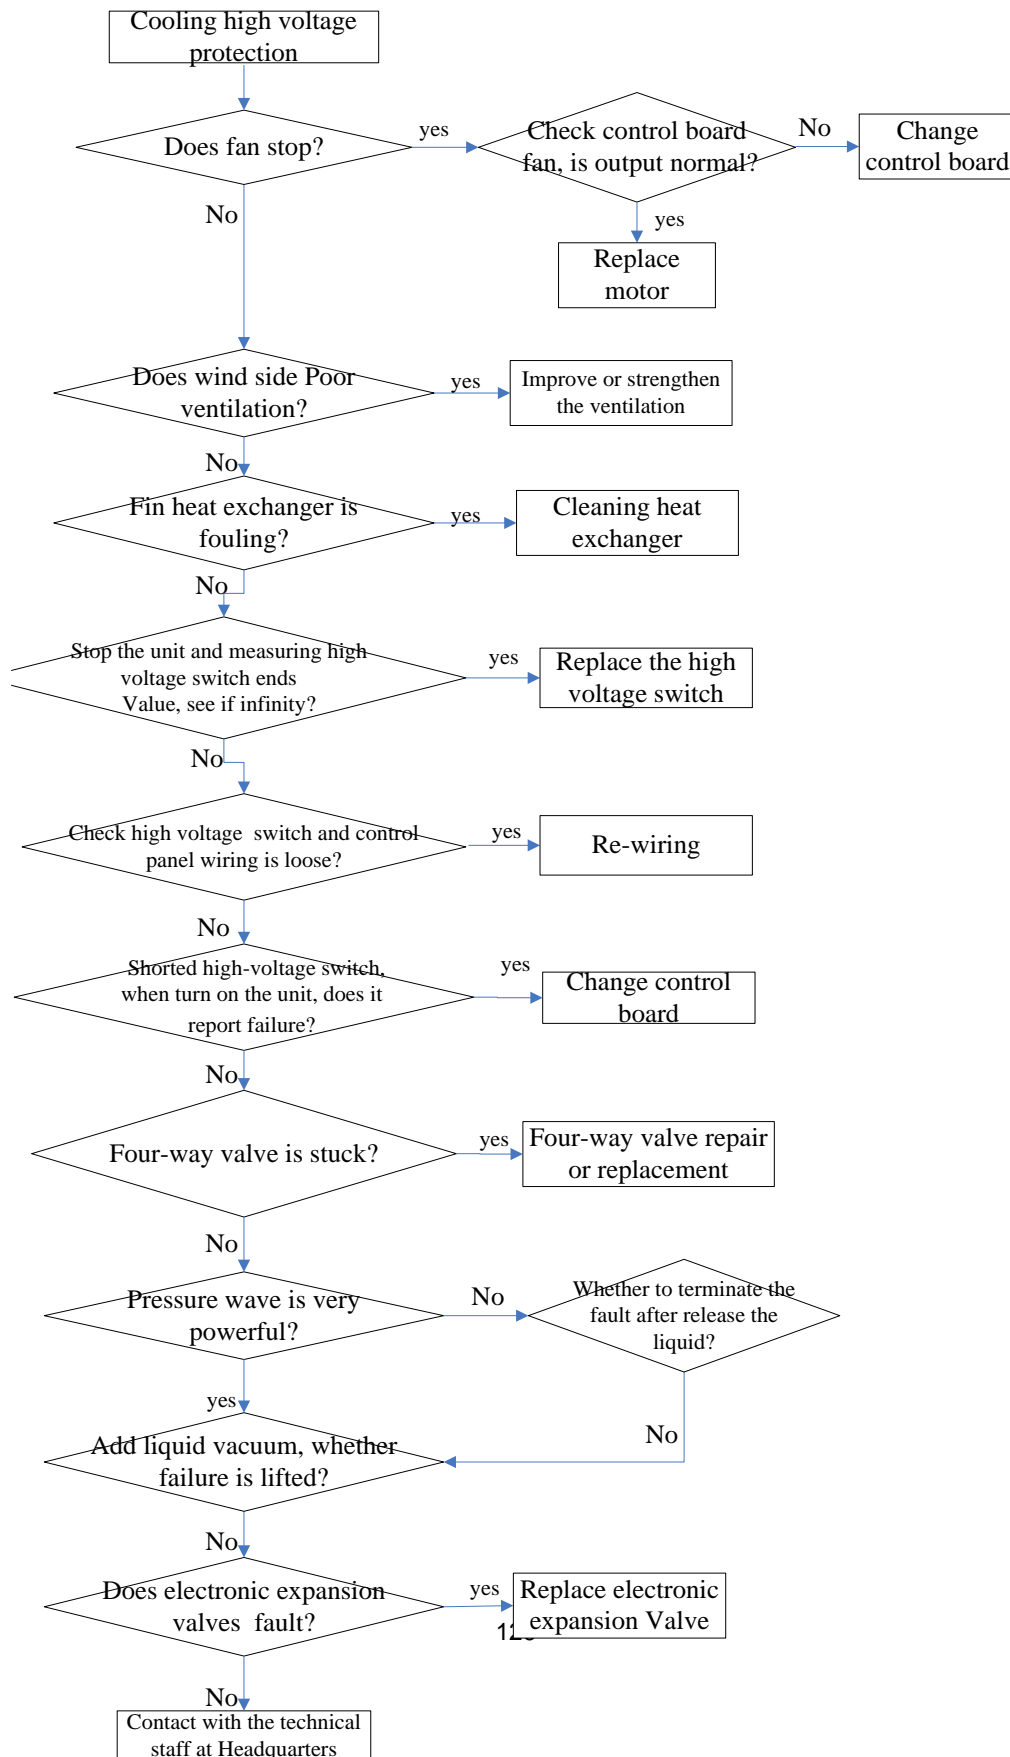 Cooling high voltage
protection
Does fan stop?
yes
Check control board
fan, is output normal?
No
Change
control board
No
yes
Replace
motor
Does wind side Poor
ventilation?
yes
Improve or strengthen
the ventilation
No
Fin heat exchanger is
fouling?
yes
Cleaning heat
exchanger
No
Stop the unit and measuring high
voltage switch ends
Value, see if infinity?
yes
Replace the high
voltage switch
No
Check high voltage switch and control
panel wiring is loose?
yes
Re-wiring
No
Shorted high-voltage switch,
when turn on the unit, does it
report failure?
yes
Change control
board
No
Four-way valve is stuck?
yes
Four-way valve repair
or replacement
No
Pressure wave is very
powerful?
No
Whether to terminate the
fault after release the
liquid?
yes
No
Add liquid vacuum, whether
failure is lifted?
No
Does electronic expansion
valves fault?
yes
Replace electronic
expansion Valve
No
Contact with the technical
staff at Headquarters